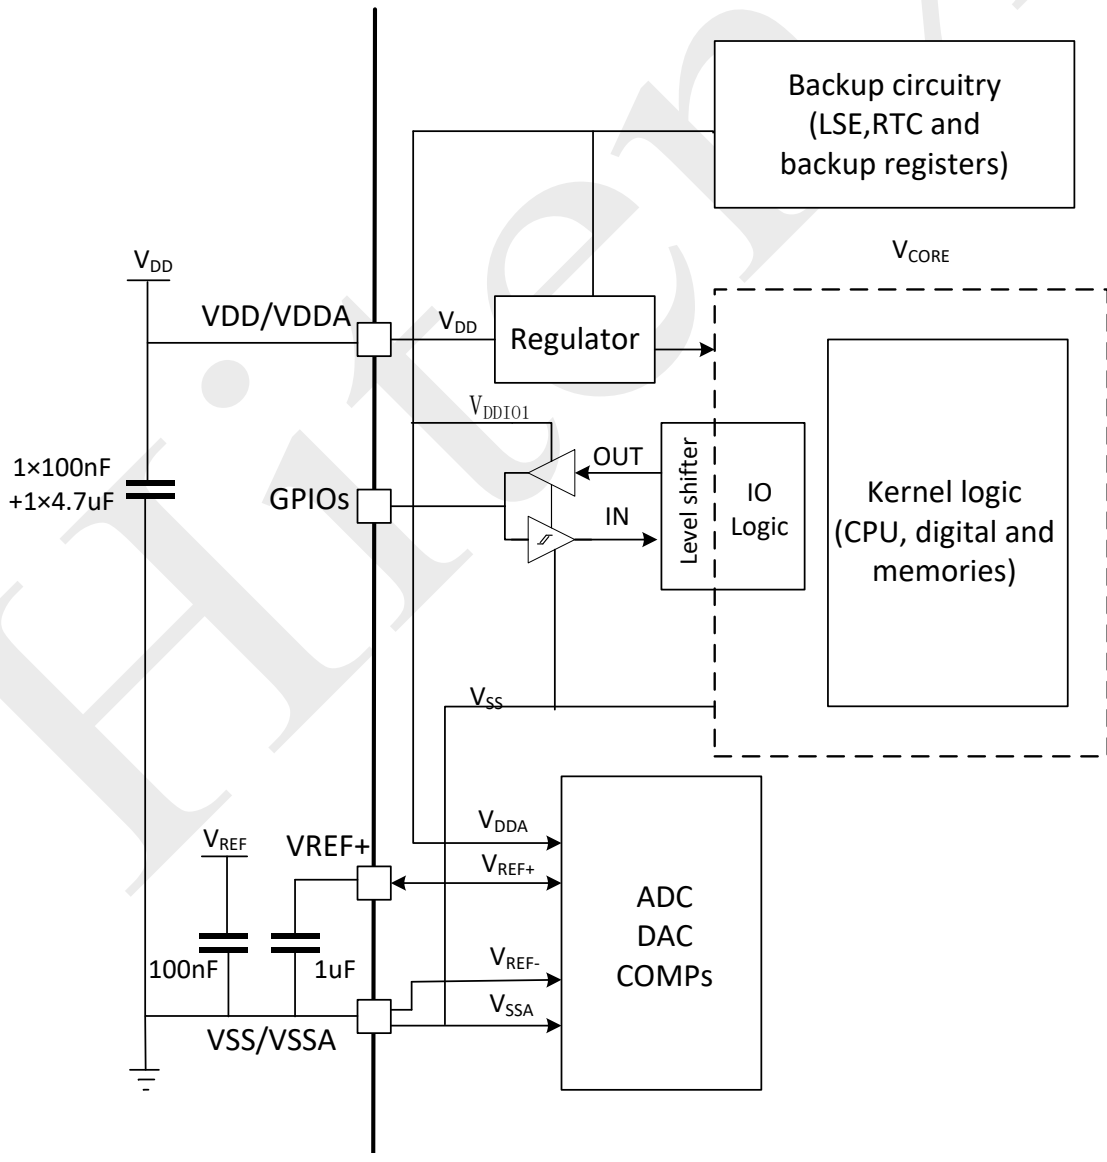 Backup circuitry
(LSE,RTC and
backup registers)
VCORE
VDD
VDD/VDDA
VDD
Regulator
VDDIO1
1×100nF
+1×4.7uF
GPIOs
OUT
IN
Level shifter
IO
Logic
Kernel logic
(CPU, digital and
memories)
VSS
VDDA
VREF
VREF+
VREF+
ADC
DAC
COMPs
100nF
1uF
VREF-
VSSA
VSS/VSSA